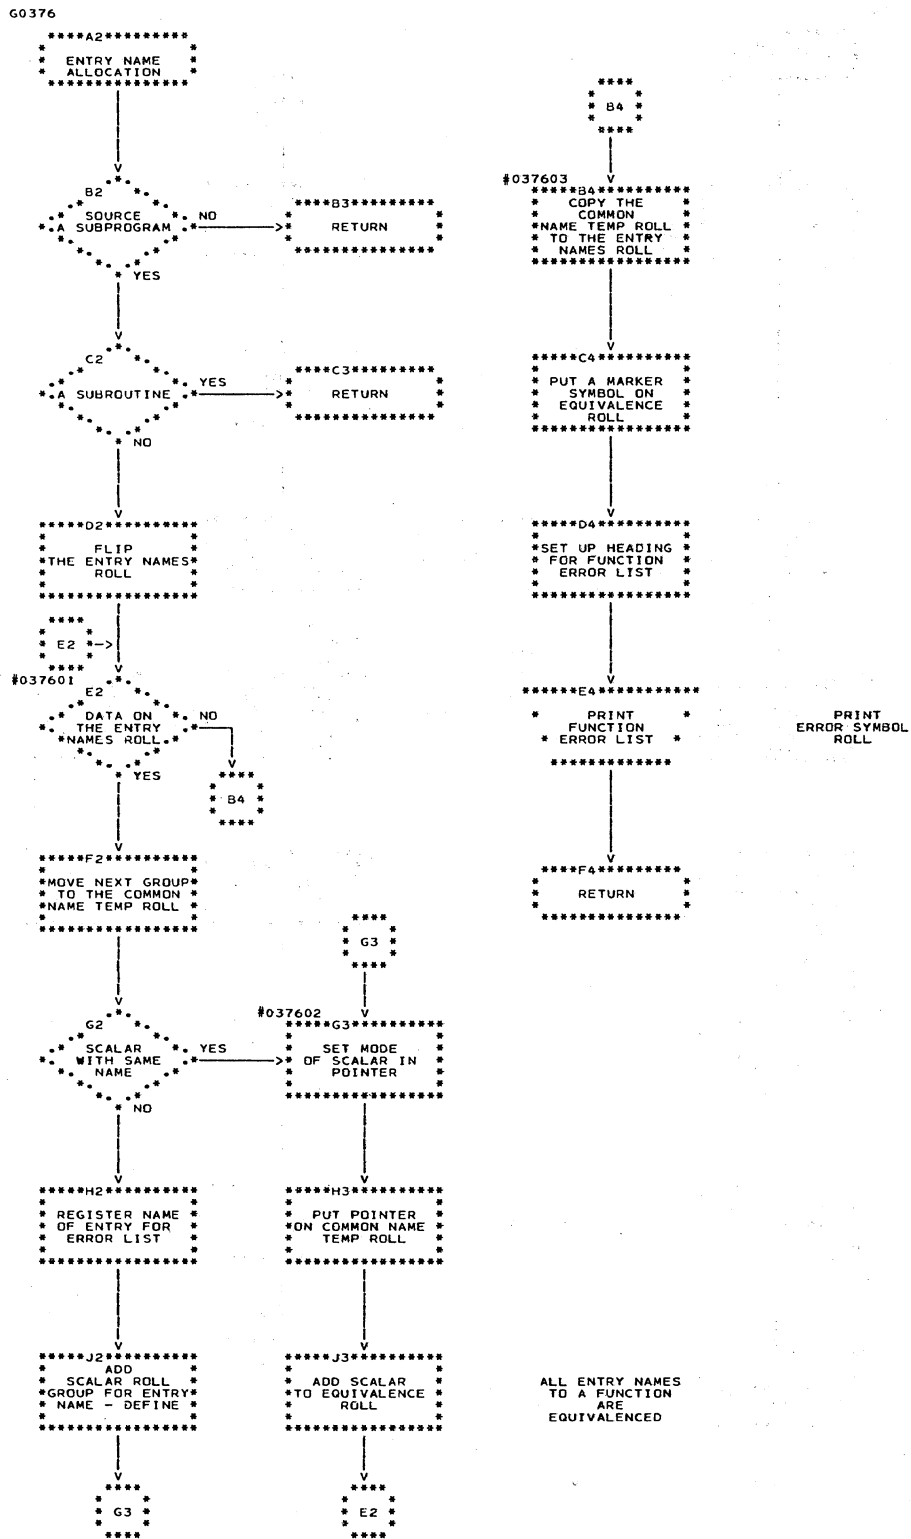 G0376
A2
ENTRY NAME
ALLOCATION
B2
SOURCE
A SUBPROGRAM
NO
YES
B3
RETURN
C2
A SUBROUTINE
YES
NO
C3
RETURN
D2
FLIP
THE ENTRY NAMES
ROLL
E2
#037601
E2
DATA ON
THE ENTRY
NAMES ROLL
NO
YES
B4
F2
MOVE NEXT GROUP
TO THE COMMON
NAME TEMP ROLL
G2
SCALAR
WITH SAME
NAME
YES
NO
H2
REGISTER NAME
OF ENTRY FOR
ERROR LIST
J2
ADD
SCALAR ROLL
GROUP FOR ENTRY
NAME - DEFINE
G3
G3
#037602
G3
SET MODE
OF SCALAR IN
POINTER
H3
PUT POINTER
ON COMMON NAME
TEMP ROLL
J3
ADD SCALAR
TO EQUIVALENCE
ROLL
E2
B4
#037603
B4
COPY THE
COMMON
NAME TEMP ROLL
TO THE ENTRY
NAMES ROLL
C4
PUT A MARKER
SYMBOL ON
EQUIVALENCE
ROLL
D4
SET UP HEADING
FOR FUNCTION
ERROR LIST
E4
PRINT
FUNCTION
ERROR LIST
PRINT
ERROR SYMBOL
ROLL
F4
RETURN
ALL ENTRY NAMES
TO A FUNCTION
ARE
EQUIVALENCED